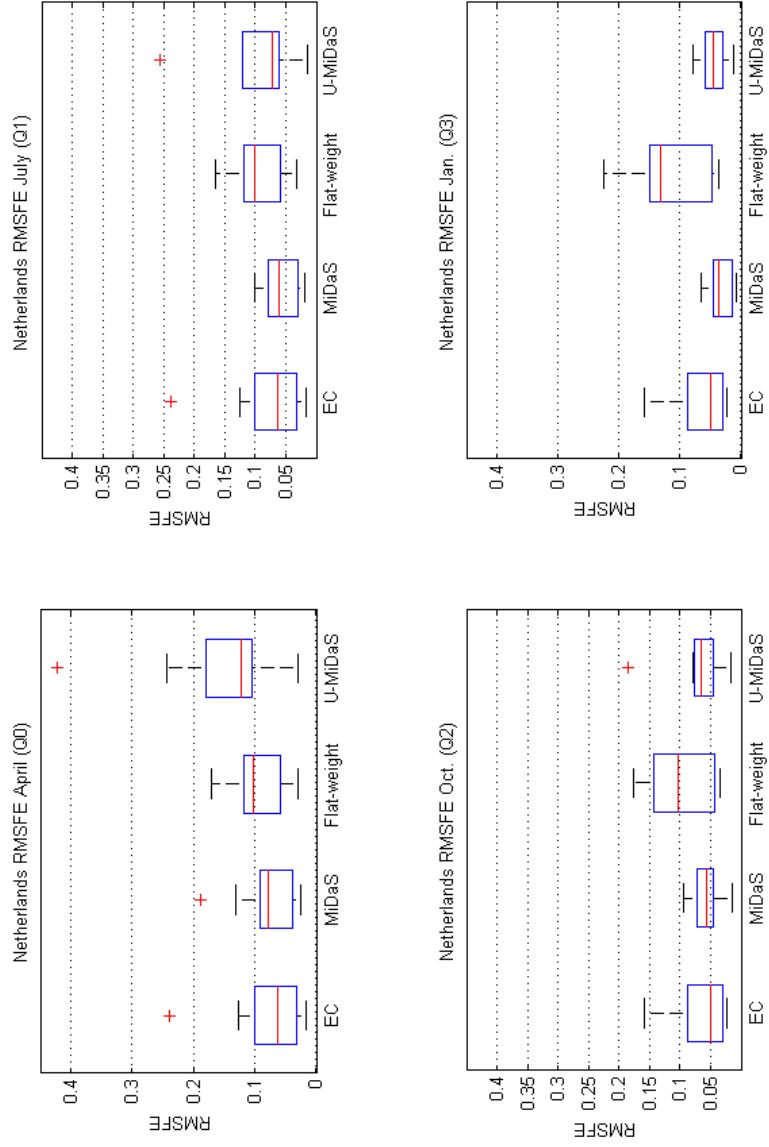 Netherlands RMSFE April (Q0)
RMSFE
0.4
0.3
0.2
0.1
0
EC
MiDaS
Flat-weight
U-MiDaS
Netherlands RMSFE July (Q1)
RMSFE
0.4
0.35
0.3
0.25
0.2
0.15
0.1
0.05
EC
MiDaS
Flat-weight
U-MiDaS
Netherlands RMSFE Oct. (Q2)
RMSFE
0.4
0.35
0.3
0.25
0.2
0.15
0.1
0.05
EC
MiDaS
Flat-weight
U-MiDaS
Netherlands RMSFE Jan. (Q3)
RMSFE
0.4
0.3
0.2
0.1
0
EC
MiDaS
Flat-weight
U-MiDaS